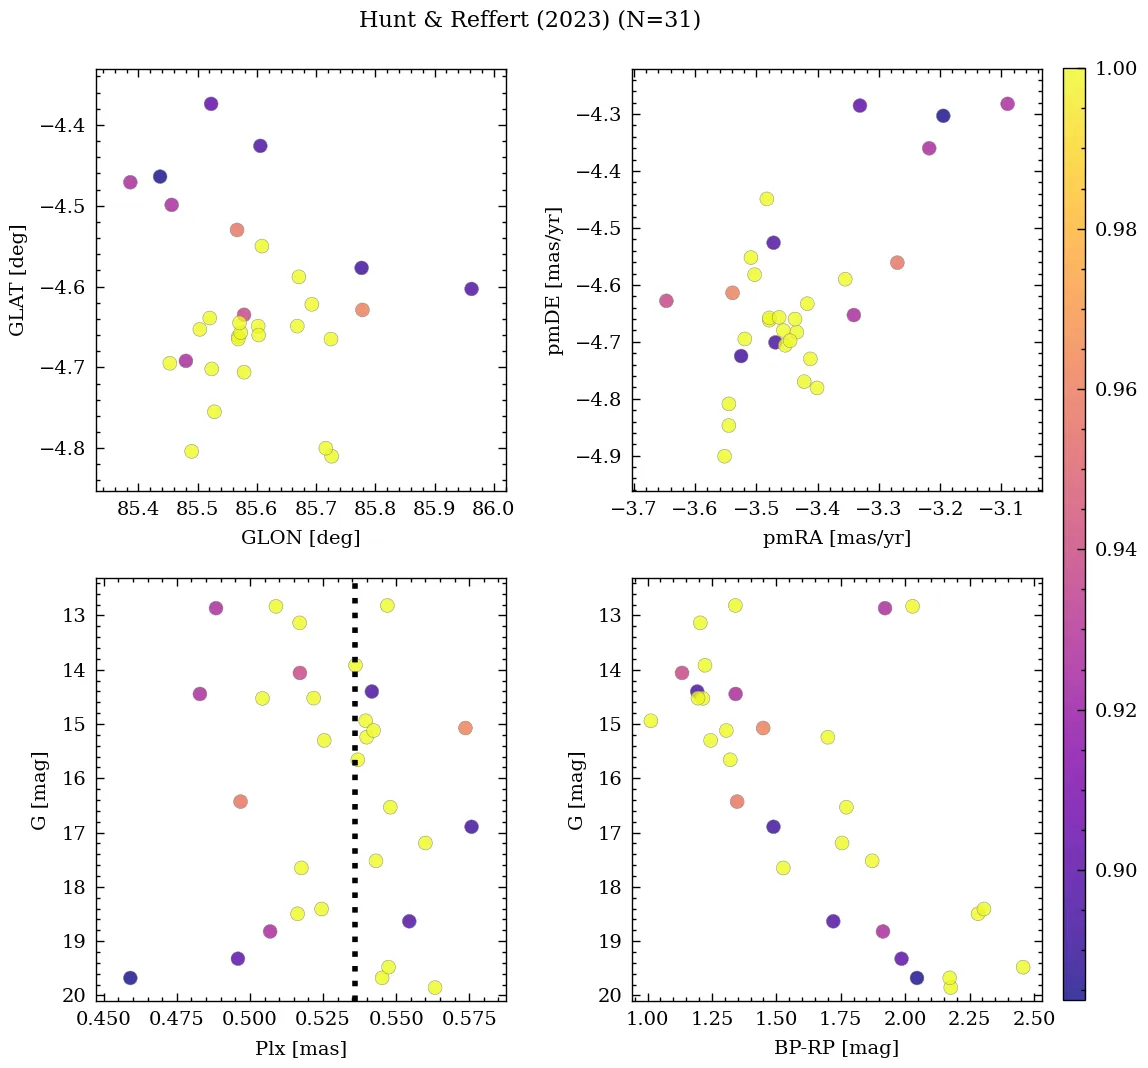 Hunt & Reffert (2023) (N=31)
−4.4
−4.5
−4.6
−4.7
−4.8
GLAT [deg]
85.4 85.5 85.6 85.7 85.8 85.9 86.0
GLON [deg]
−4.3
−4.4
−4.5
−4.6
−4.7
−4.8
−4.9
pmDE [mas/yr]
−3.7 −3.6 −3.5 −3.4 −3.3 −3.2 −3.1
pmRA [mas/yr]
13
14
15
16
17
18
19
20
G [mag]
0.450 0.475 0.500 0.525 0.550 0.575
Plx [mas]
13
14
15
16
17
18
19
20
G [mag]
1.00 1.25 1.50 1.75 2.00 2.25 2.50
BP-RP [mag]
1.00
0.98
0.96
0.94
0.92
0.90